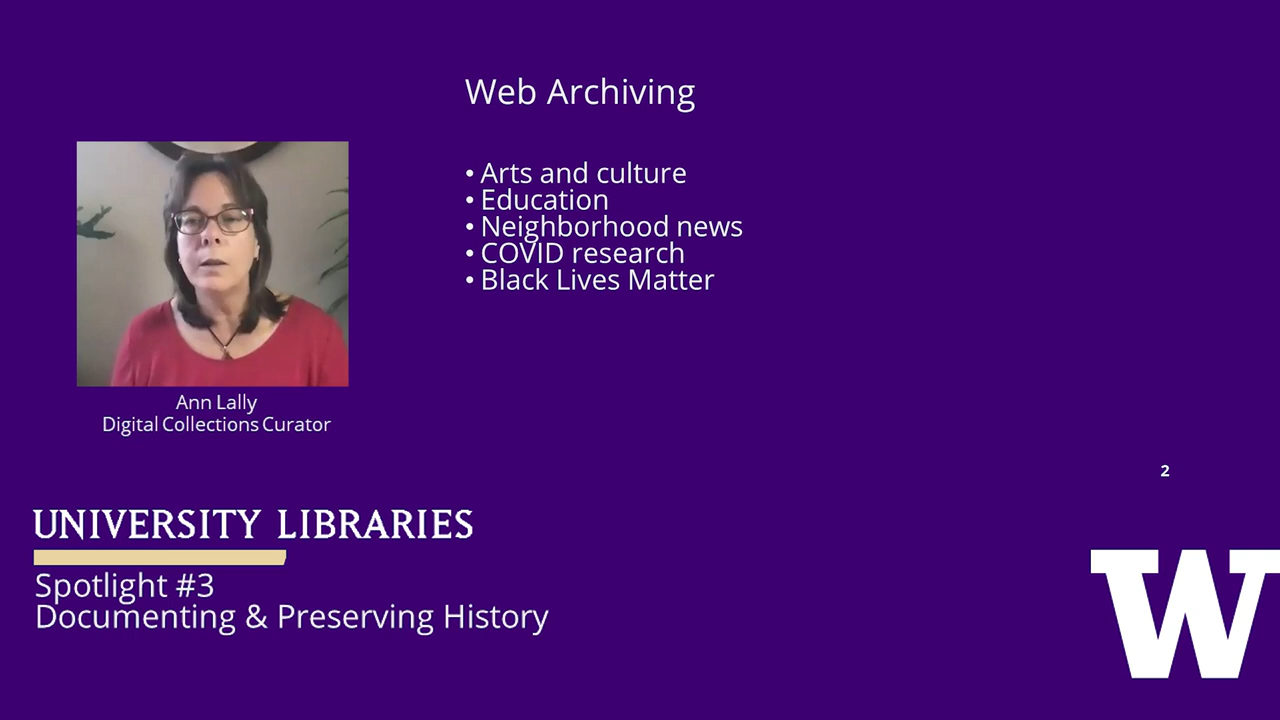 Web Archiving
• Arts and culture
• Education
• Neighborhood news
• COVID research
• Black Lives Matter
Ann Lally
Digital Collections Curator
2
UNIVERSITY LIBRARIES
Spotlight #3
Documenting & Preserving History
W